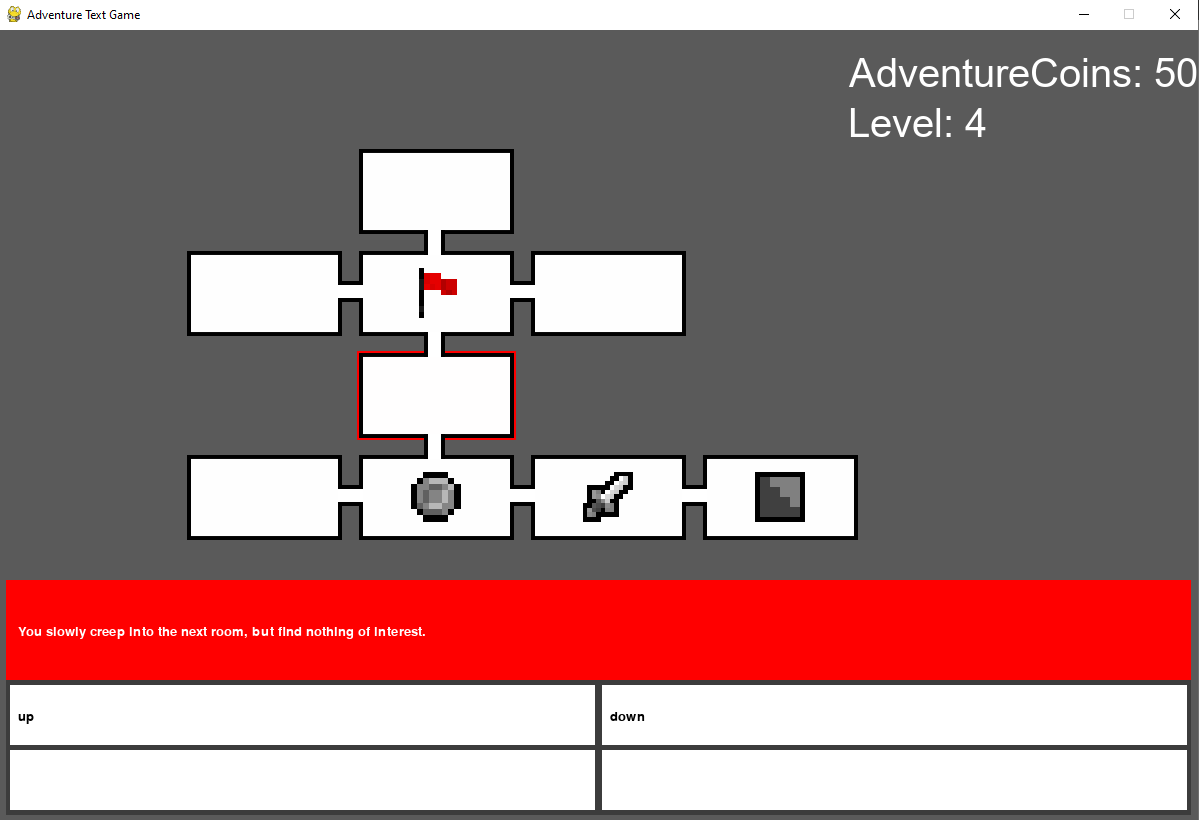 Adventure Text Game
AdventureCoins: 50
Level: 4
You slowly creep into the next room, but find nothing of interest.
up
down